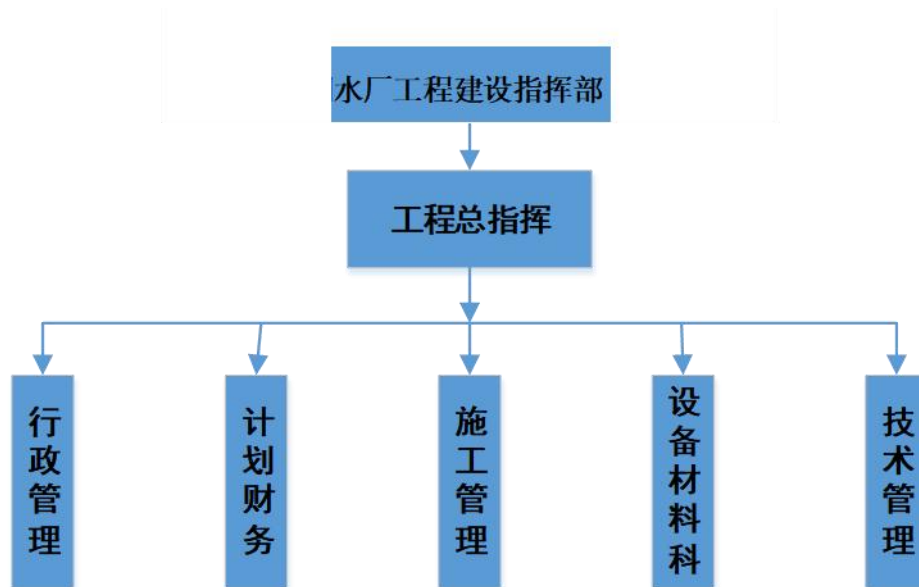 水厂工程建设指挥部
工程总指挥
行政管理
计划财务
施工管理
设备材料科
技术管理